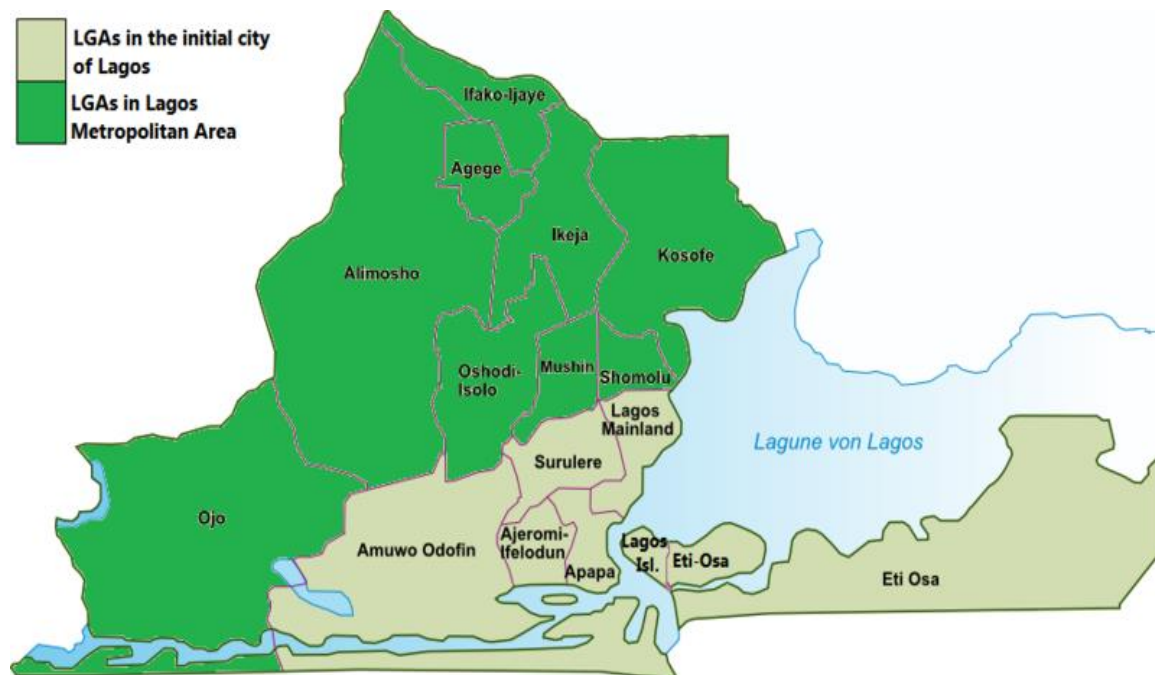 LGAs in the initial city
of Lagos
LGAs in Lagos
Metropolitan Area
Ifako-Ijaye
Agege
Ikeja
Kosofe
Alimosho
Oshodi-
Isolo
Mushin
Shomolu
Lagos
Mainland
Surulere
Lagune von Lagos
Ojo
Amuwo Odofin
Ajeromi-
Ifelodun
Apapa
Lagos
Isl.
Eti-Osa
Eti Osa